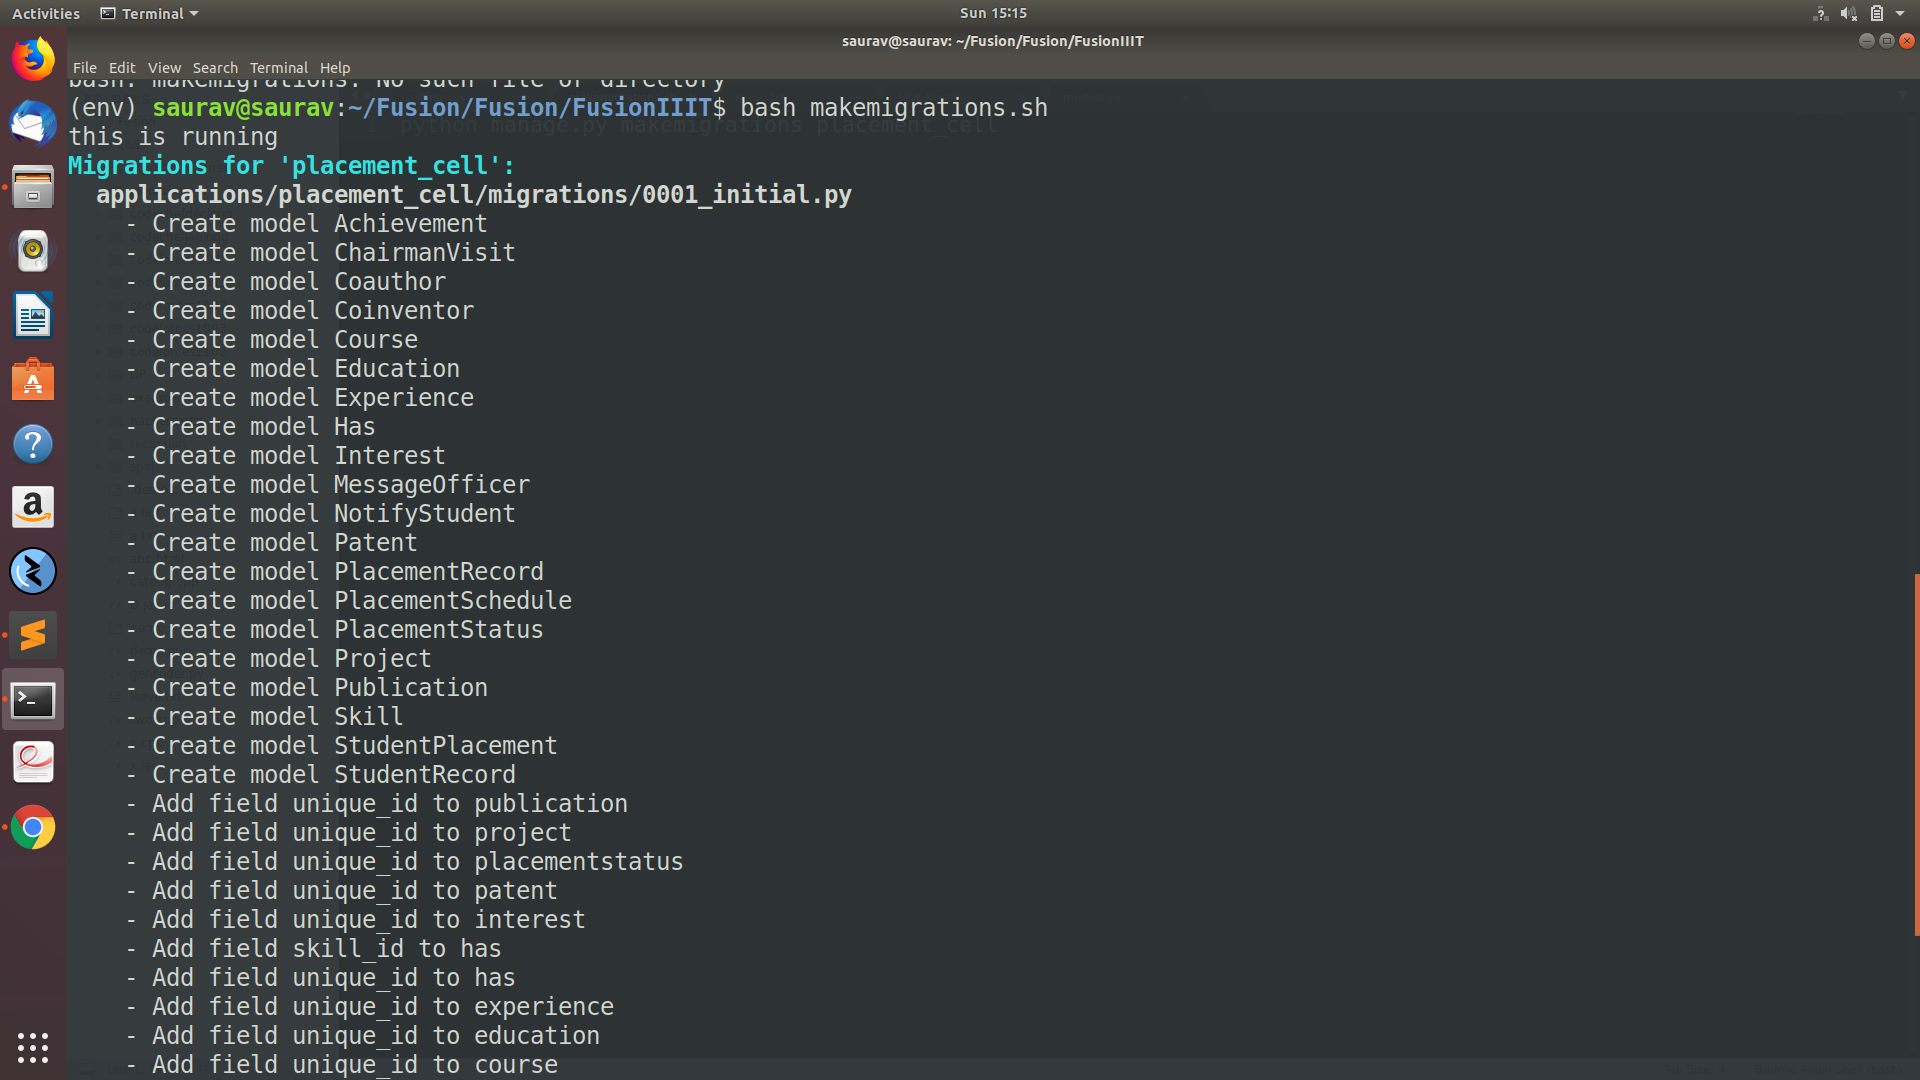 Activities Terminal Sun 15:15
saurav@saurav: ~/Fusion/Fusion/FusionIIIT
File Edit View Search Terminal Help
bash: makemigrations: No such file or directory
(env) saurav@saurav:~/Fusion/Fusion/FusionIIIT$ bash makemigrations.sh
python manage.py makemigrations placement_cell
this is running
Migrations for 'placement_cell':
applications/placement_cell/migrations/0001_initial.py
- Create model Achievement
- Create model ChairmanVisit
- Create model Coauthor
- Create model Coinventor
- Create model Course
- Create model Education
- Create model Experience
- Create model Has
- Create model Interest
- Create model MessageOfficer
- Create model NotifyStudent
- Create model Patent
- Create model PlacementRecord
- Create model PlacementSchedule
- Create model PlacementStatus
- Create model Project
- Create model Publication
- Create model Skill
- Create model StudentPlacement
- Create model StudentRecord
- Add field unique_id to publication
- Add field unique_id to project
- Add field unique_id to placementstatus
- Add field unique_id to patent
- Add field unique_id to interest
- Add field skill_id to has
- Add field unique_id to has
- Add field unique_id to experience
- Add field unique_id to education
- Add field unique_id to course